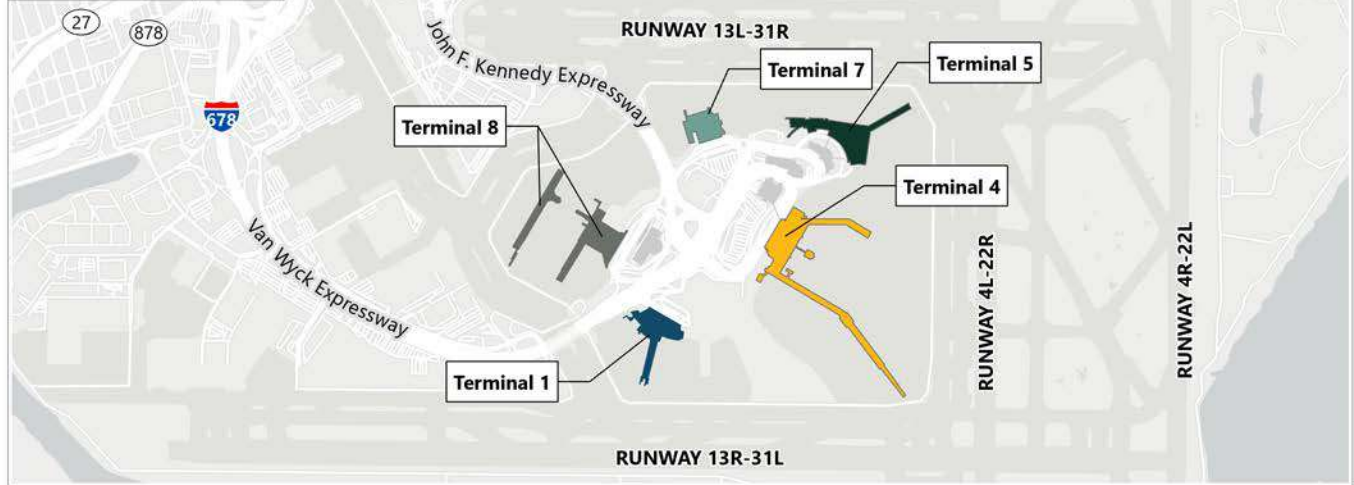 27
878
678
John F. Kennedy Expressway
Van Wyck Expressway
RUNWAY 13L-31R
Terminal 7
Terminal 5
Terminal 8
Terminal 4
Terminal 1
RUNWAY 4L-22R
RUNWAY 4R-22L
RUNWAY 13R-31L